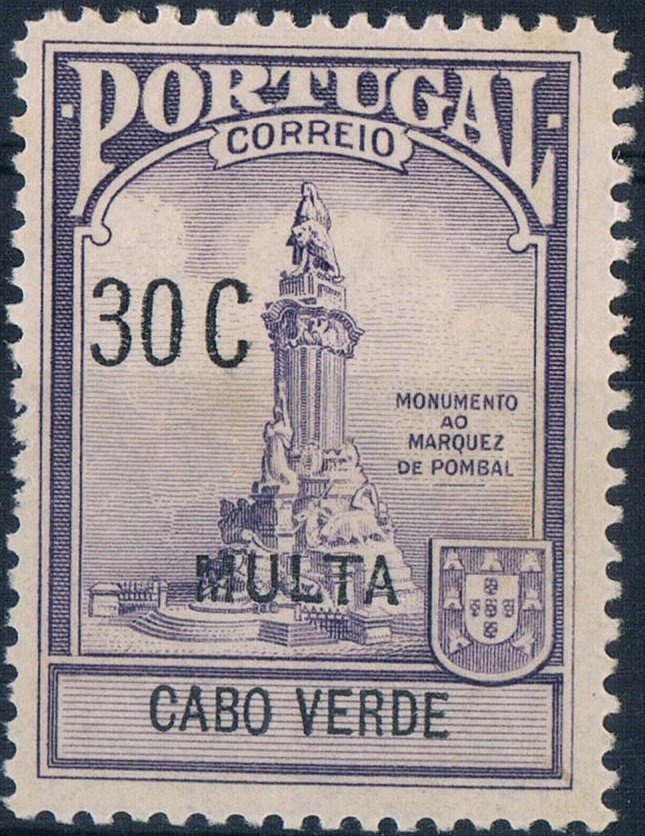 PORTUGAL
CORREIO
30 C
MONUMENTO
AO
MARQUEZ
DE POMBAL
MULTA
CABO VERDE